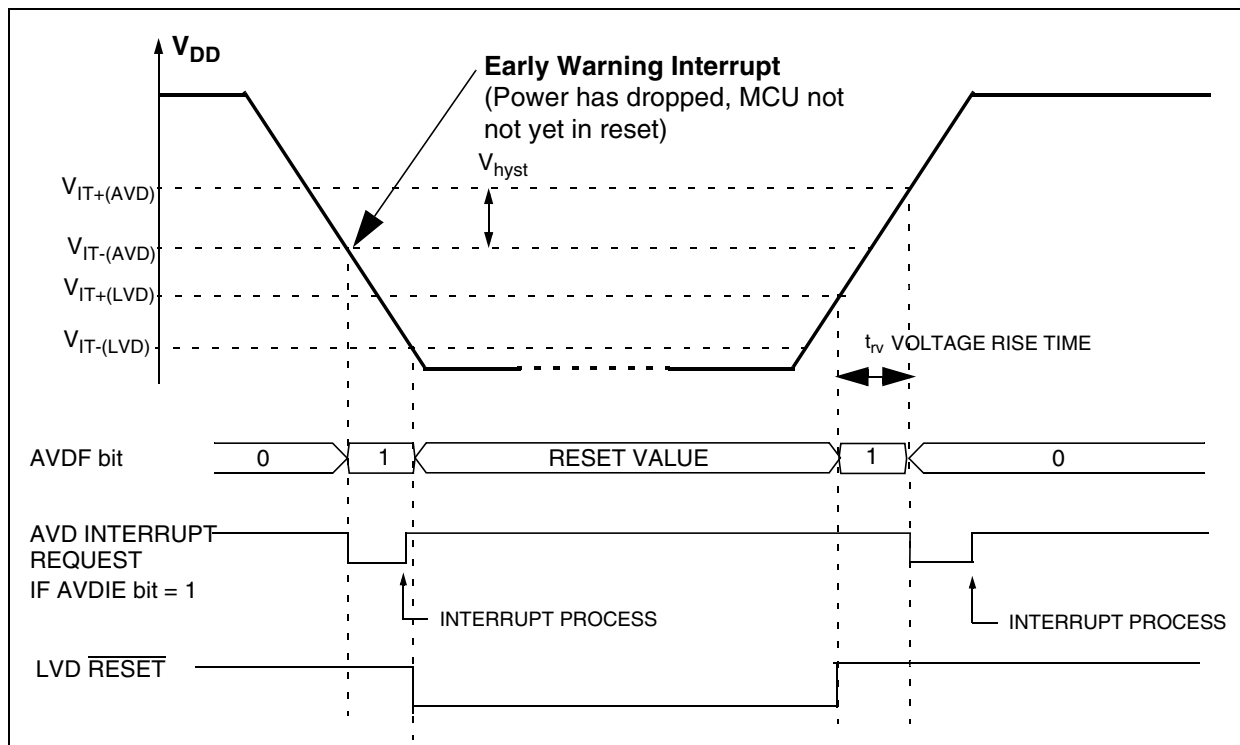 VDD
Early Warning Interrupt
(Power has dropped, MCU not
not yet in reset)
Vhyst
VIT+(AVD)
VIT-(AVD)
VIT+(LVD)
VIT-(LVD)
trv VOLTAGE RISE TIME
AVDF bit
0
1
RESET VALUE
1
0
AVD INTERRUPT
REQUEST
IF AVDIE bit = 1
INTERRUPT PROCESS
INTERRUPT PROCESS
LVD RESET